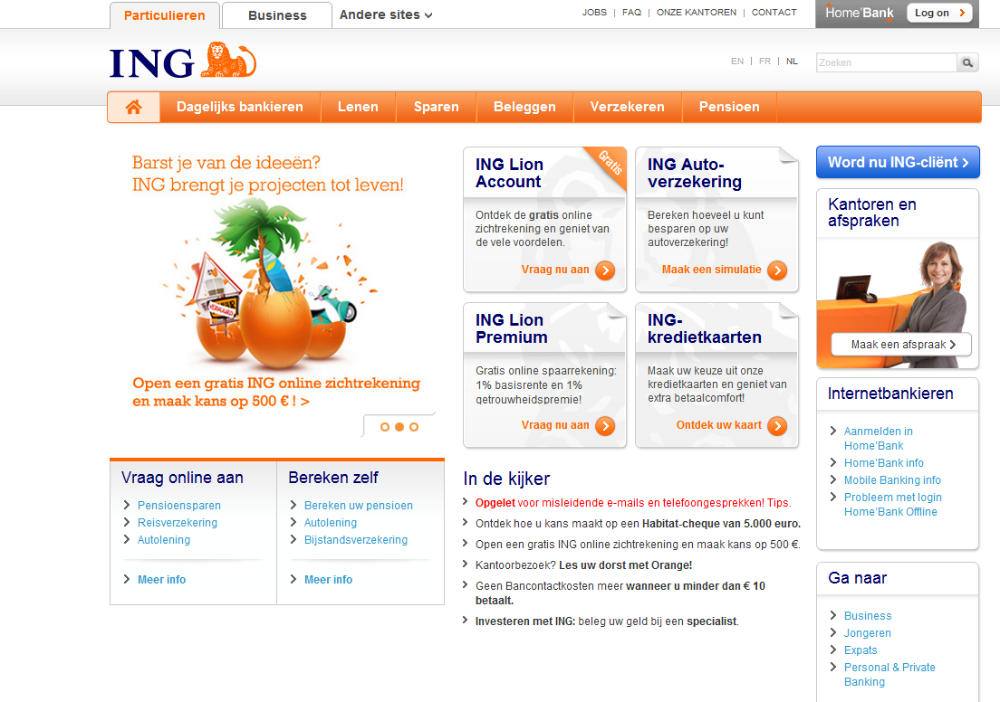 Particulieren
Business
Andere sites
JOBS | FAQ | ONZE KANTOREN | CONTACT
Home'Bank
Log on
ING
EN | FR | NL
Zoeken
Dagelijks bankieren
Lenen
Sparen
Beleggen
Verzekeren
Pensioen
Barst je van de ideeën?
ING brengt je projecten tot leven!
Open een gratis ING online zichtrekening
en maak kans op 500 € ! >
ING Lion
Account
Gratis
Ontdek de gratis online
zichtrekening en geniet van
de vele voordelen.
Vraag nu aan
ING Auto-
verzekering
Bereken hoeveel u kunt
besparen op uw
autoverzekering!
Maak een simulatie
ING Lion
Premium
Gratis online spaarrekening:
1% basisrente en 1%
getrouwheidspremie!
Vraag nu aan
ING-
kredietkaarten
Maak uw keuze uit onze
kredietkaarten en geniet van
extra betaalcomfort!
Ontdek uw kaart
Word nu ING-cliënt
Kantoren en
afspraken
Maak een afspraak
Internetbankieren
Aanmelden in
Home'Bank
Home'Bank info
Mobile Banking info
Probleem met login
Home'Bank Offline
Vraag online aan
Pensioensparen
Reisverzekering
Autolening
Meer info
Bereken zelf
Bereken uw pensioen
Autolening
Bijstandsverzekering
Meer info
In de kijker
Opgelet voor misleidende e-mails en telefoongesprekken! Tips.
Ontdek hoe u kans maakt op een Habitat-cheque van 5.000 euro.
Open een gratis ING online zichtrekening en maak kans op 500 €.
Kantoorbezoek? Les uw dorst met Orange!
Geen Bancontactkosten meer wanneer u minder dan € 10
betaalt.
Investeren met ING: beleg uw geld bij een specialist.
Ga naar
Business
Jongeren
Expats
Personal & Private
Banking